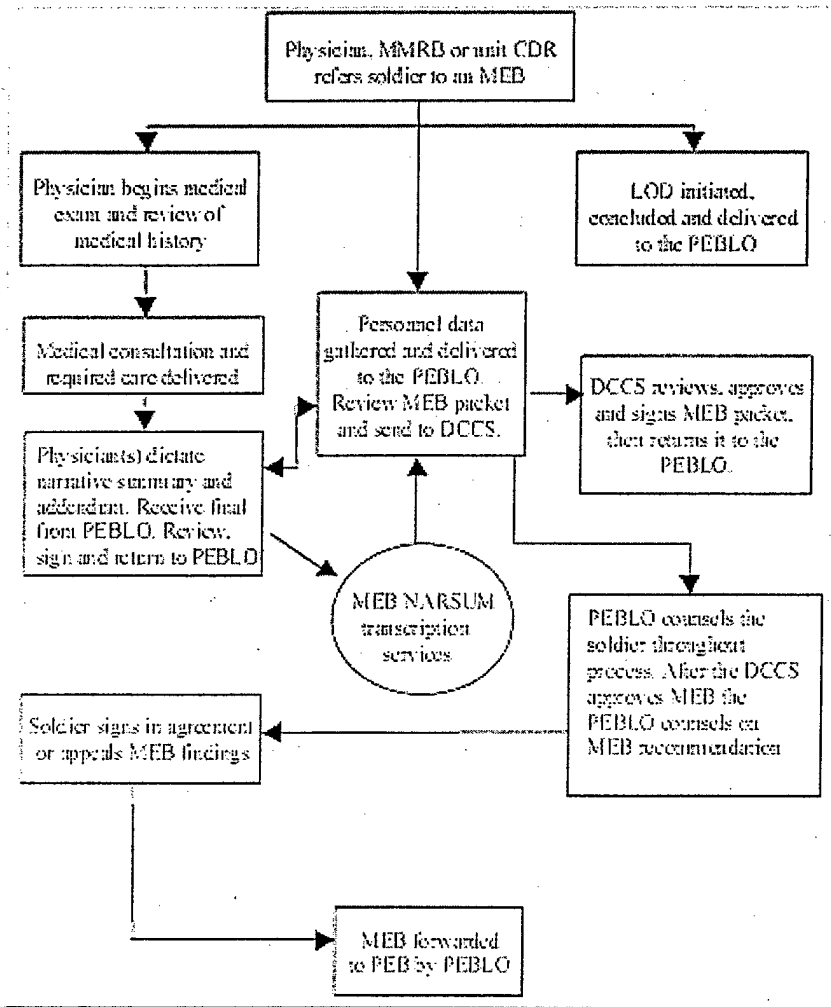 Physician, MMRB or unit CDR
refers soldier to an MEB
Physician begins medical
exam and review of
medical history
LOD initiated,
concluded and delivered
to the PEBLO
Medical consultation and
required care delivered
Personnel data
gathered and delivered
to the PEBLO.
Review MEB packet
and send to DCCS.
DCCS reviews, approves
and signs MEB packet,
then returns it to the
PEBLO.
Physician(s) dictate
narrative summary and
addendum. Receive final
from PEBLO. Review,
sign and return to PEBLO
MEB NARSUM
transcription
services
PEBLO counsels the
soldier throughout
process. After the DCCS
approves MEB the
PEBLO counsels on
MEB recommendation
Soldier signs in agreement
or appeals MEB findings
MEB forwarded
to PEB by PEBLO